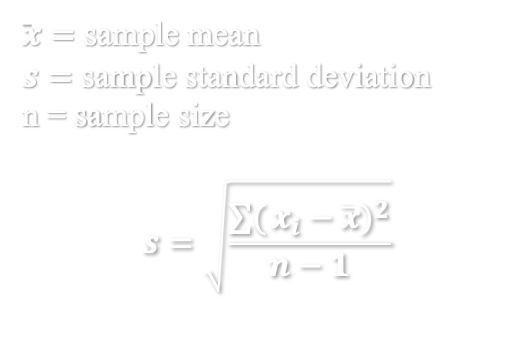 x̄ = sample mean
s = sample standard deviation
n = sample size
s = √(∑( xᵢ − x̄)² / (n − 1))